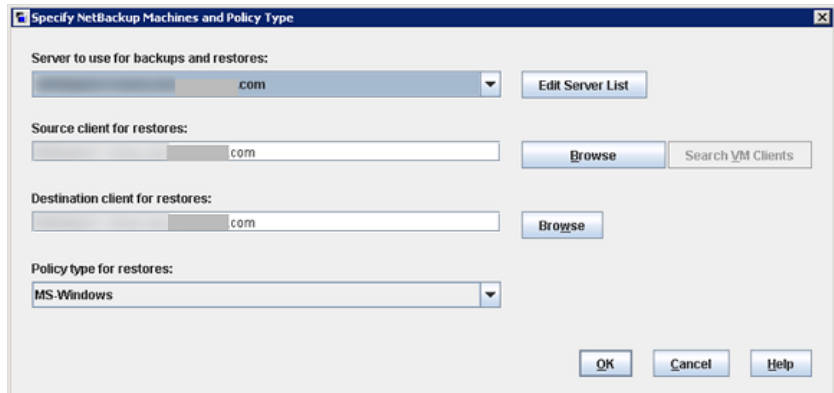 Specify NetBackup Machines and Policy Type
Server to use for backups and restores:
.com
Edit Server List
Source client for restores:
.com
Browse
Search VM Clients
Destination client for restores:
.com
Browse
Policy type for restores:
MS-Windows
OK
Cancel
Help